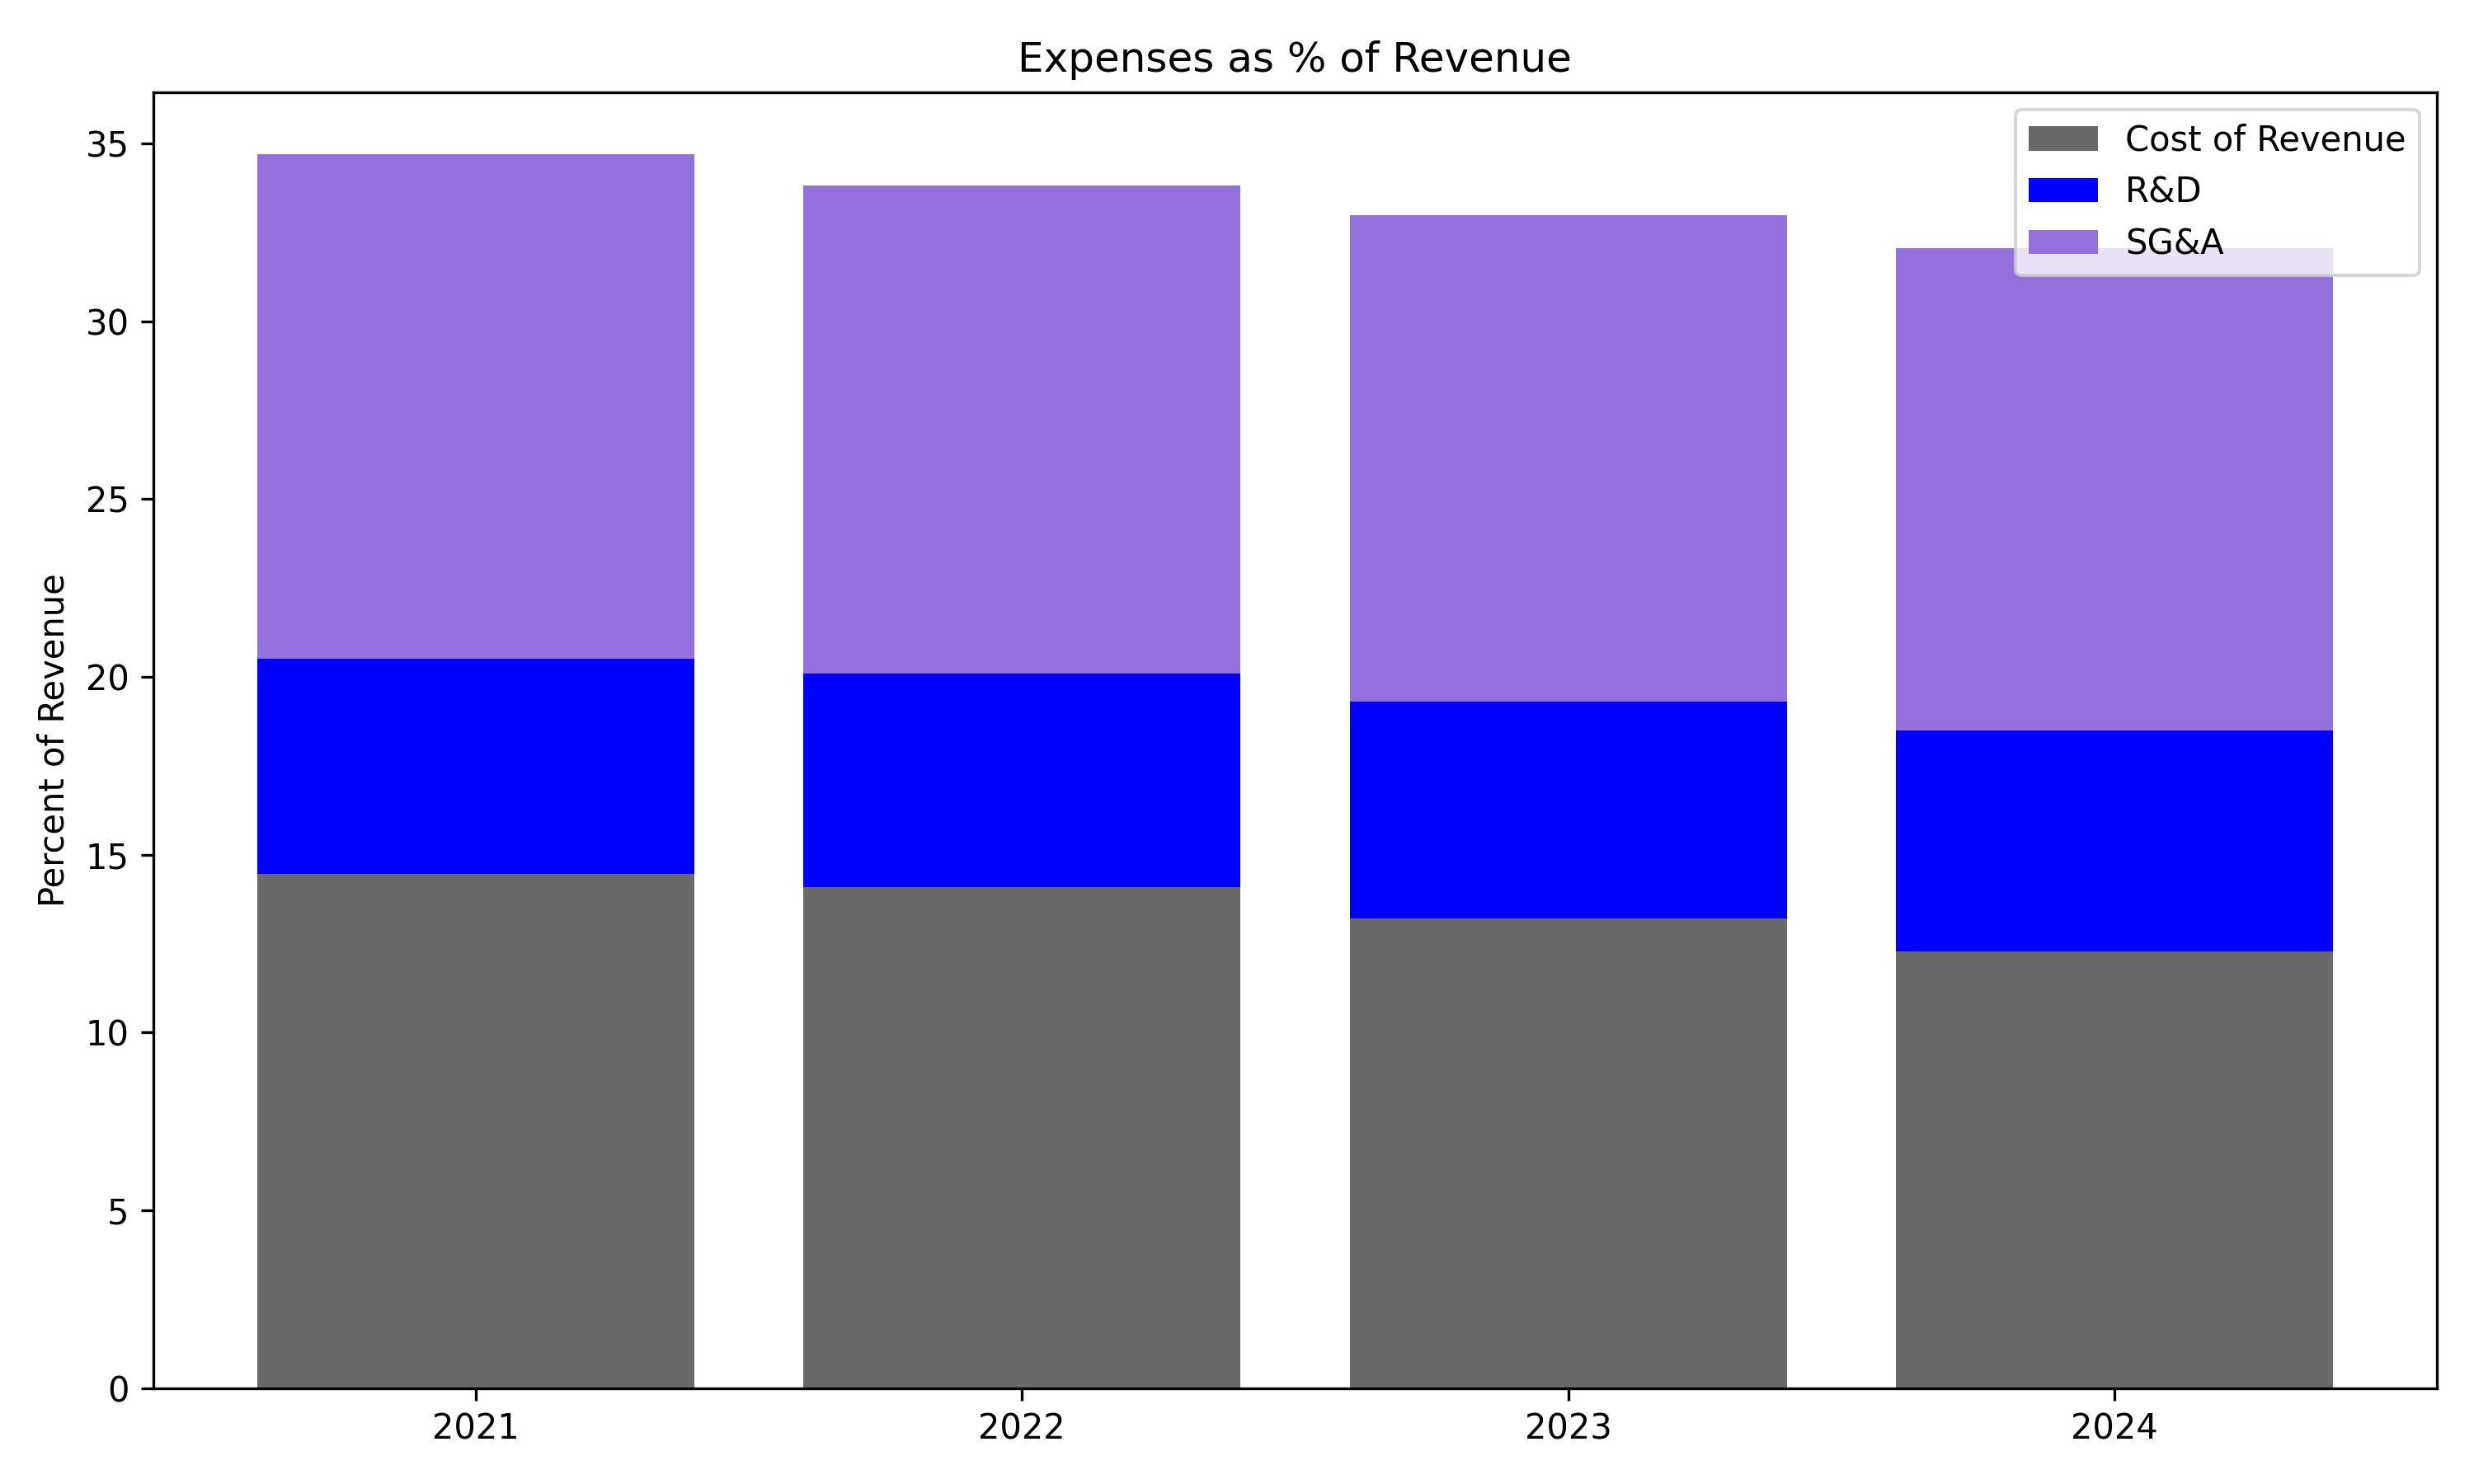 Expenses as % of Revenue
Cost of Revenue
R&D
SG&A
Percent of Revenue
35
30
25
20
15
10
5
0
2021
2022
2023
2024